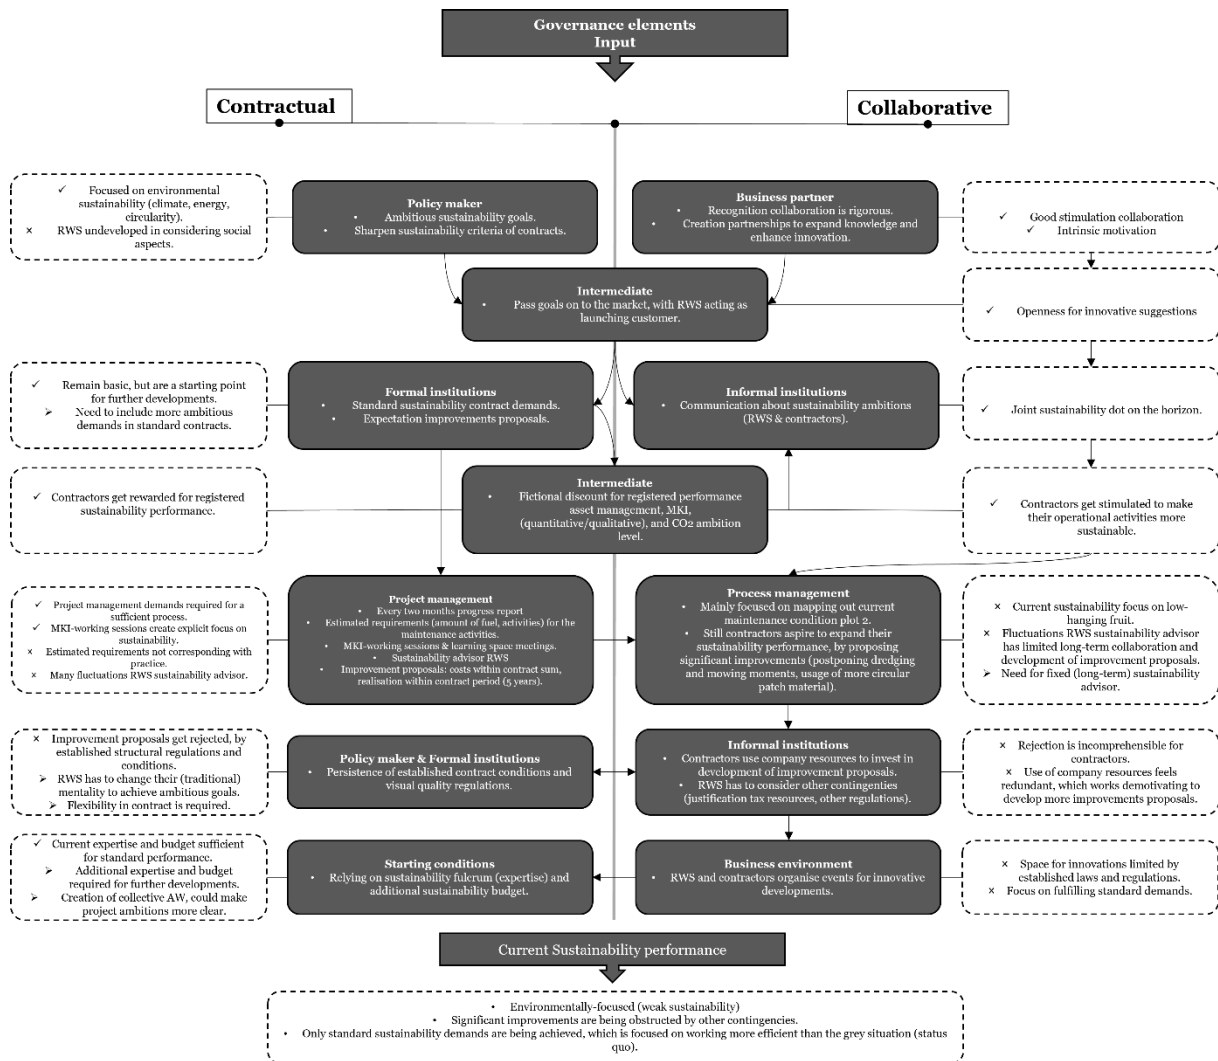 Governance elements
Input
Contractual
Collaborative
✓ Focused on environmental
sustainability (climate, energy,
circularity).
× RWS undeveloped in considering social
aspects.
Policy maker
• Ambitious sustainability goals.
• Sharpen sustainability criteria of contracts.
Business partner
• Recognition collaboration is rigorous.
• Creation partnerships to expand knowledge and
enhance innovation.
✓ Good stimulation collaboration
✓ Intrinsic motivation
Intermediate
• Pass goals on to the market, with RWS acting as
launching customer.
✓ Openness for innovative suggestions
✓ Remain basic, but are a starting point
for further developments.
➢ Need to include more ambitious
demands in standard contracts.
Formal institutions
• Standard sustainability contract demands.
• Expectation improvements proposals.
Informal institutions
• Communication about sustainability ambitions
(RWS & contractors).
✓ Joint sustainability dot on the horizon.
✓ Contractors get rewarded for registered
sustainability performance.
Intermediate
• Fictional discount for registered performance
asset management, MKI,
(quantitative/qualitative), and CO2 ambition
level.
✓ Contractors get stimulated to make
their operational activities more
sustainable.
✓ Project management demands required for a
sufficient process.
✓ MKI-working sessions create explicit focus on
sustainability.
× Estimated requirements not corresponding with
practice.
× Many fluctuations RWS sustainability advisor.
Project management
• Every two months progress report
• Estimated requirements (amount of fuel, activities) for the
maintenance activities.
• MKI-working sessions & learning space meetings.
• Sustainability advisor RWS
• Improvement proposals: costs within contract sum,
realisation within contract period (5 years).
Process management
• Mainly focused on mapping out current
maintenance condition plot 2.
• Still contractors aspire to expand their
sustainability performance, by proposing
significant improvements (postponing dredging
and mowing moments, usage of more circular
patch material).
× Current sustainability focus on low-
hanging fruit.
× Fluctuations RWS sustainability advisor
has limited long-term collaboration and
development of improvement proposals.
➢ Need for fixed (long-term) sustainability
advisor.
× Improvement proposals get rejected, by
established structural regulations and
conditions.
➢ RWS has to change their (traditional)
mentality to achieve ambitious goals.
➢ Flexibility in contract is required.
Policy maker & Formal institutions
• Persistence of established contract conditions and
visual quality regulations.
Informal institutions
• Contractors use company resources to invest in
development of improvement proposals.
• RWS has to consider other contingenties
(justification tax resources, other regulations).
× Rejection is incomprehensible for
contractors.
× Use of company resources feels
redundant, which works demotivating to
develop more improvements proposals.
✓ Current expertise and budget sufficient
for standard performance.
➢ Additional expertise and budget
required for further developments.
➢ Creation of collective AW, could make
project ambitions more clear.
Starting conditions
• Relying on sustainability fulcrum (expertise) and
additional sustainability budget.
Business environment
• RWS and contractors organise events for innovative
developments.
× Space for innovations limited by
established laws and regulations.
× Focus on fulfilling standard demands.
Current Sustainability performance
• Environmentally-focused (weak sustainability)
• Significant improvements are being obstructed by other contingencies.
• Only standard sustainability demands are being achieved, which is focused on working more efficient than the grey situation (status
quo).